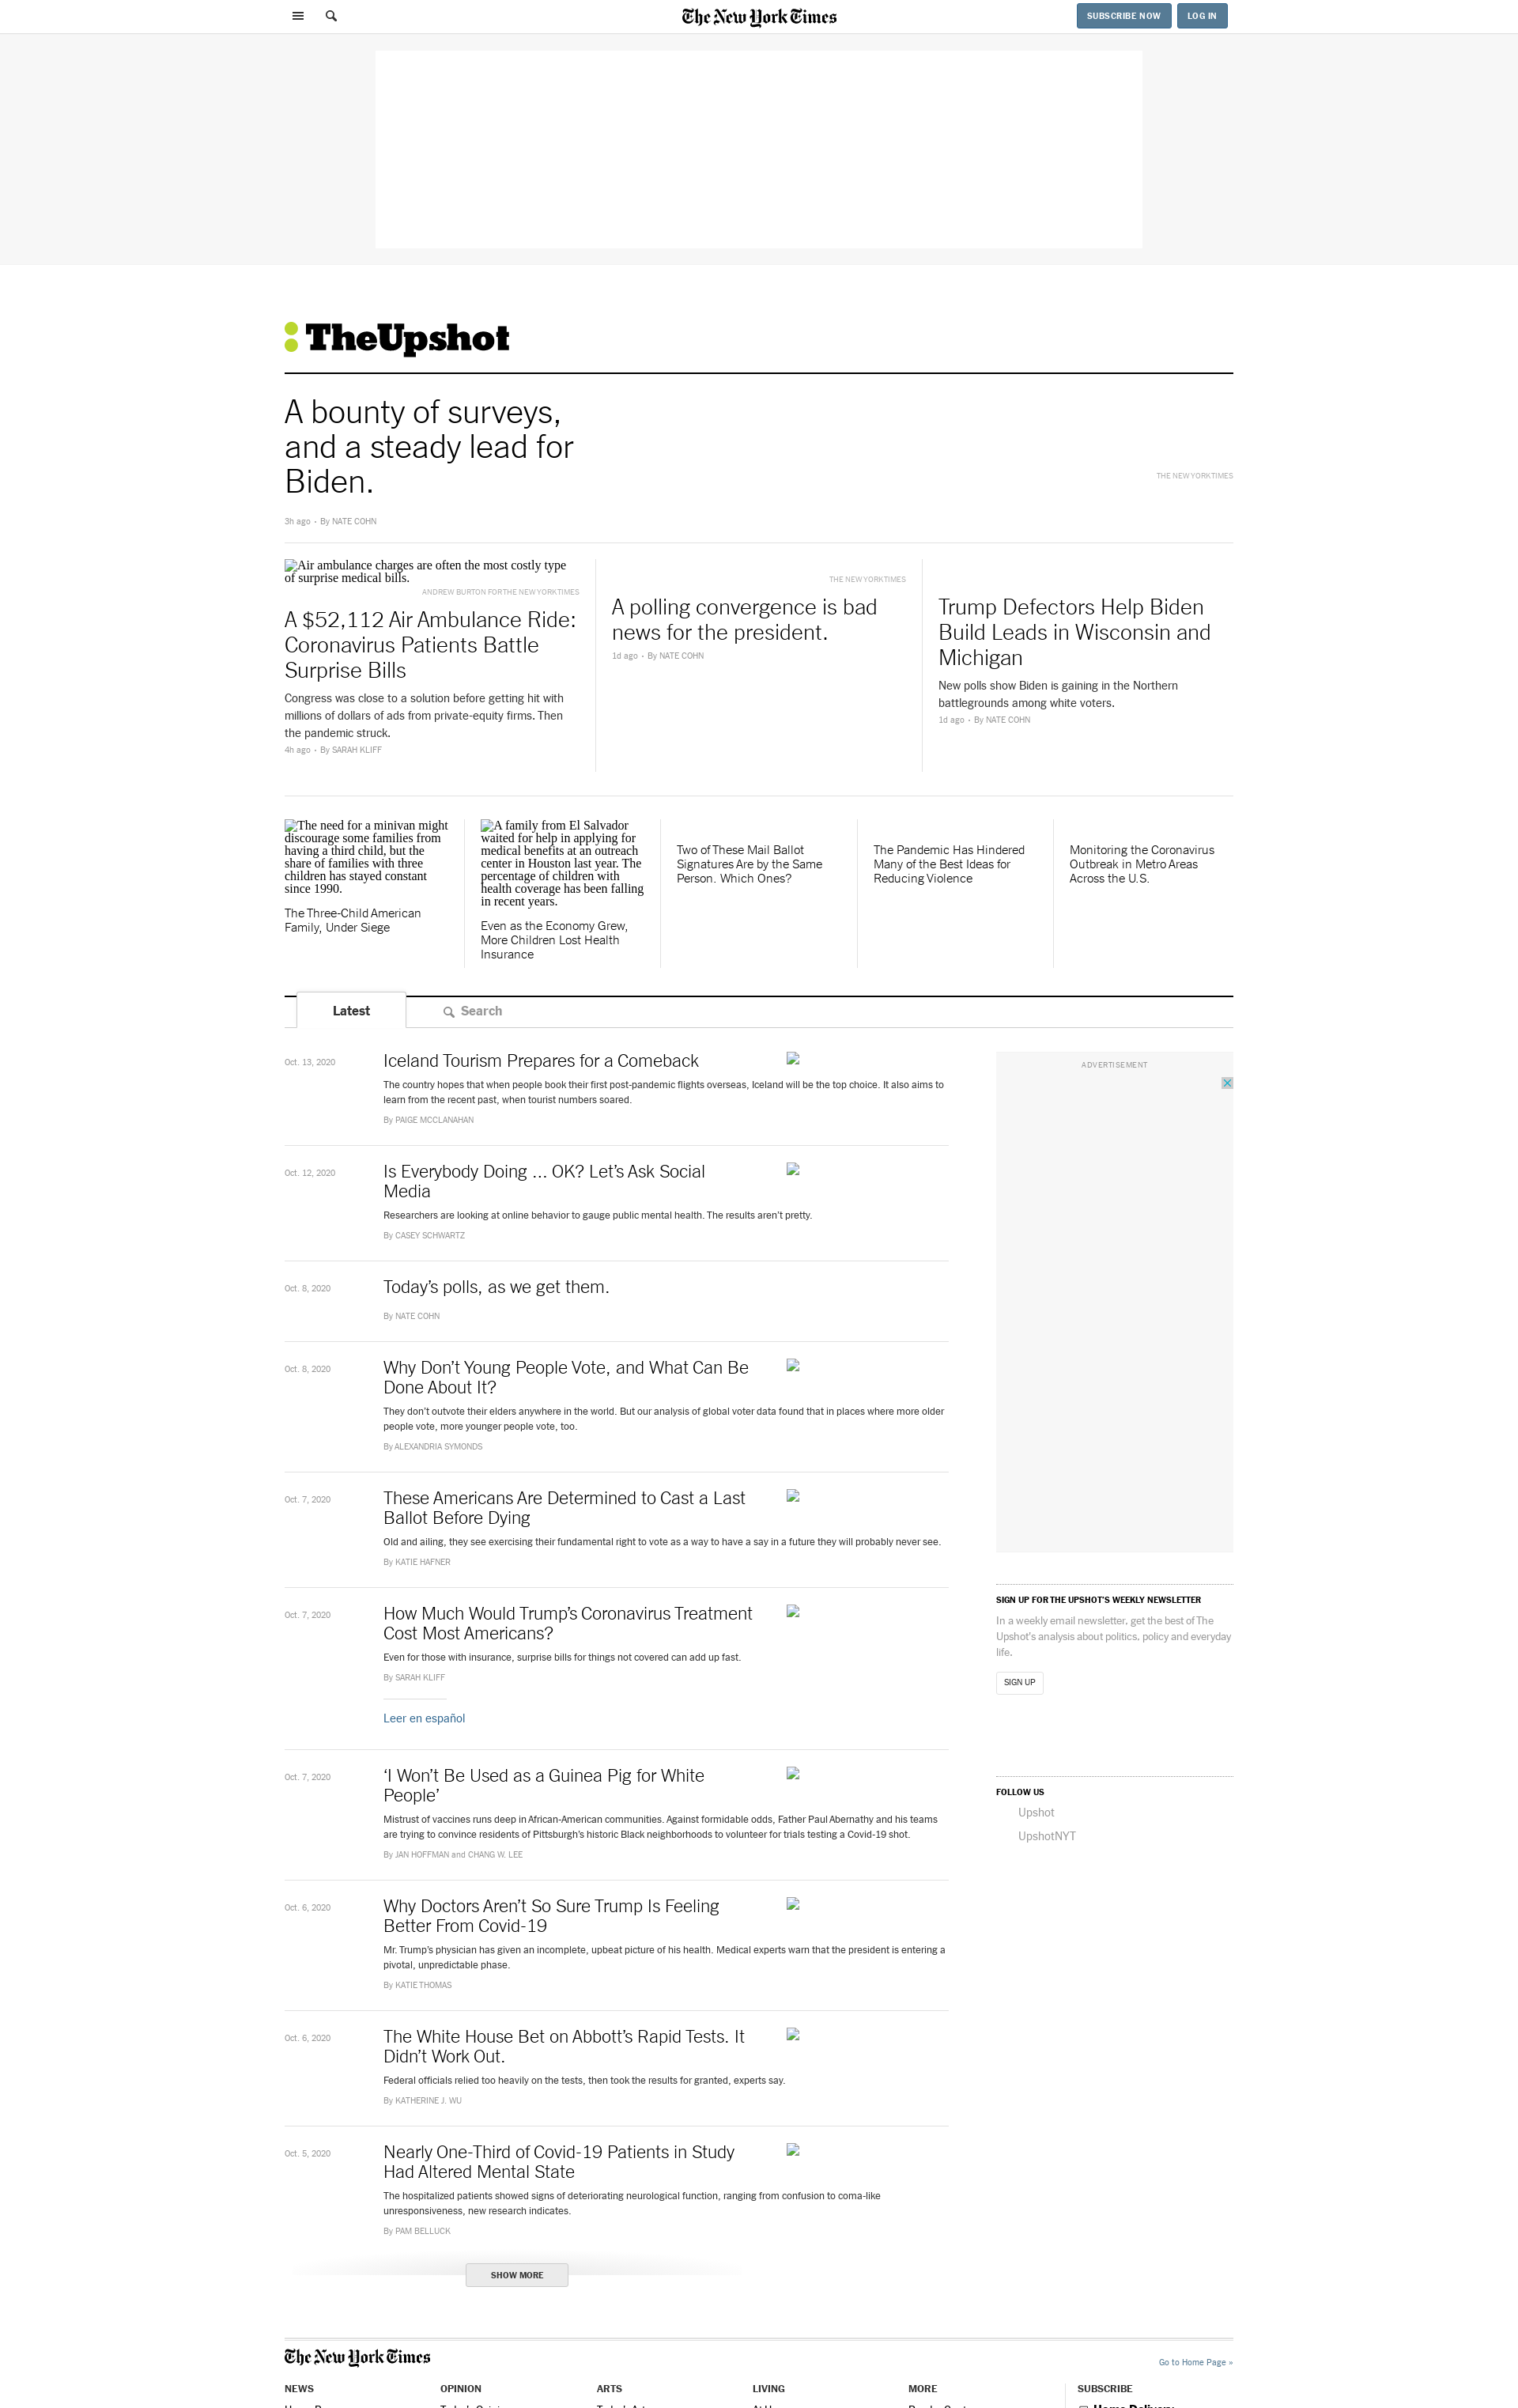 The New York Times
SUBSCRIBE NOW
LOG IN
TheUpshot
A bounty of surveys,
and a steady lead for
Biden.
THE NEW YORK TIMES
3h ago • By NATE COHN
Air ambulance charges are often the most costly type
of surprise medical bills.
ANDREW BURTON FOR THE NEW YORK TIMES
A $52,112 Air Ambulance Ride:
Coronavirus Patients Battle
Surprise Bills
Congress was close to a solution before getting hit with
millions of dollars of ads from private-equity firms. Then
the pandemic struck.
4h ago • By SARAH KLIFF
THE NEW YORK TIMES
A polling convergence is bad
news for the president.
1d ago • By NATE COHN
Trump Defectors Help Biden
Build Leads in Wisconsin and
Michigan
New polls show Biden is gaining in the Northern
battlegrounds among white voters.
1d ago • By NATE COHN
The need for a minivan might
discourage some families from
having a third child, but the
share of families with three
children has stayed constant
since 1990.
The Three-Child American
Family, Under Siege
A family from El Salvador
waited for help in applying for
medical benefits at an outreach
center in Houston last year. The
percentage of children with
health coverage has been falling
in recent years.
Even as the Economy Grew,
More Children Lost Health
Insurance
Two of These Mail Ballot
Signatures Are by the Same
Person. Which Ones?
The Pandemic Has Hindered
Many of the Best Ideas for
Reducing Violence
Monitoring the Coronavirus
Outbreak in Metro Areas
Across the U.S.
Latest
Search
Oct. 13, 2020
Iceland Tourism Prepares for a Comeback
The country hopes that when people book their first post-pandemic flights overseas, Iceland will be the top choice. It also aims to
learn from the recent past, when tourist numbers soared.
By PAIGE MCCLANAHAN
Oct. 12, 2020
Is Everybody Doing ... OK? Let’s Ask Social
Media
Researchers are looking at online behavior to gauge public mental health. The results aren’t pretty.
By CASEY SCHWARTZ
Oct. 8, 2020
Today’s polls, as we get them.
By NATE COHN
Oct. 8, 2020
Why Don’t Young People Vote, and What Can Be
Done About It?
They don’t outvote their elders anywhere in the world. But our analysis of global voter data found that in places where more older
people vote, more younger people vote, too.
By ALEXANDRIA SYMONDS
Oct. 7, 2020
These Americans Are Determined to Cast a Last
Ballot Before Dying
Old and ailing, they see exercising their fundamental right to vote as a way to have a say in a future they will probably never see.
By KATIE HAFNER
Oct. 7, 2020
How Much Would Trump’s Coronavirus Treatment
Cost Most Americans?
Even for those with insurance, surprise bills for things not covered can add up fast.
By SARAH KLIFF
Leer en español
Oct. 7, 2020
‘I Won’t Be Used as a Guinea Pig for White
People’
Mistrust of vaccines runs deep in African-American communities. Against formidable odds, Father Paul Abernathy and his teams
are trying to convince residents of Pittsburgh’s historic Black neighborhoods to volunteer for trials testing a Covid-19 shot.
By JAN HOFFMAN and CHANG W. LEE
Oct. 6, 2020
Why Doctors Aren’t So Sure Trump Is Feeling
Better From Covid-19
Mr. Trump’s physician has given an incomplete, upbeat picture of his health. Medical experts warn that the president is entering a
pivotal, unpredictable phase.
By KATIE THOMAS
Oct. 6, 2020
The White House Bet on Abbott’s Rapid Tests. It
Didn’t Work Out.
Federal officials relied too heavily on the tests, then took the results for granted, experts say.
By KATHERINE J. WU
Oct. 5, 2020
Nearly One-Third of Covid-19 Patients in Study
Had Altered Mental State
The hospitalized patients showed signs of deteriorating neurological function, ranging from confusion to coma-like
unresponsiveness, new research indicates.
By PAM BELLUCK
SHOW MORE
ADVERTISEMENT
SIGN UP FOR THE UPSHOT’S WEEKLY NEWSLETTER
In a weekly email newsletter, get the best of The
Upshot’s analysis about politics, policy and everyday
life.
SIGN UP
FOLLOW US
Upshot
UpshotNYT
The New York Times
Go to Home Page »
NEWS
OPINION
ARTS
LIVING
MORE
SUBSCRIBE
Home Delivery